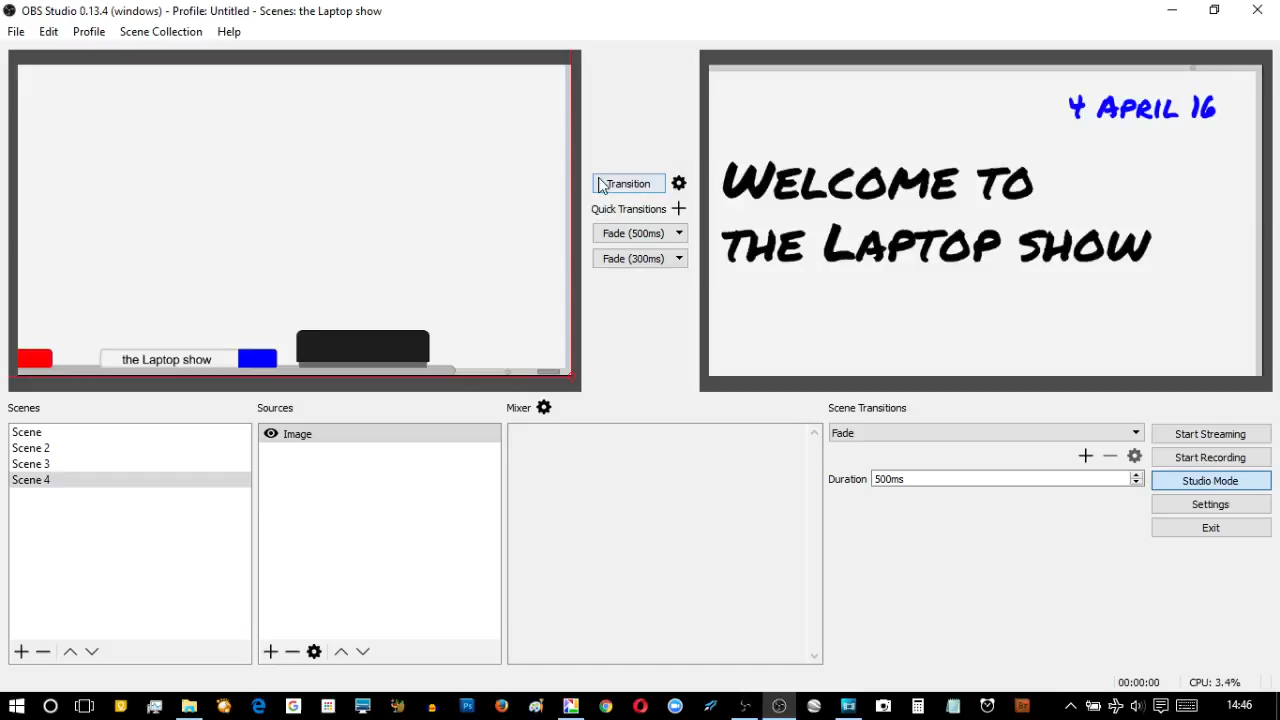 OBS Studio 0.13.4 (windows) - Profile: Untitled - Scenes: the Laptop show
File Edit Profile Scene Collection Help
the Laptop show
Transition
Quick Transitions
Fade (500ms)
Fade (300ms)
4 April 16
Welcome to
the Laptop show
Scenes
Scene
Scene 2
Scene 3
Scene 4
Sources
Image
Mixer
Scene Transitions
Fade
Duration 500ms
Start Streaming
Start Recording
Studio Mode
Settings
Exit
00:00:00 CPU: 3.4%
14:46